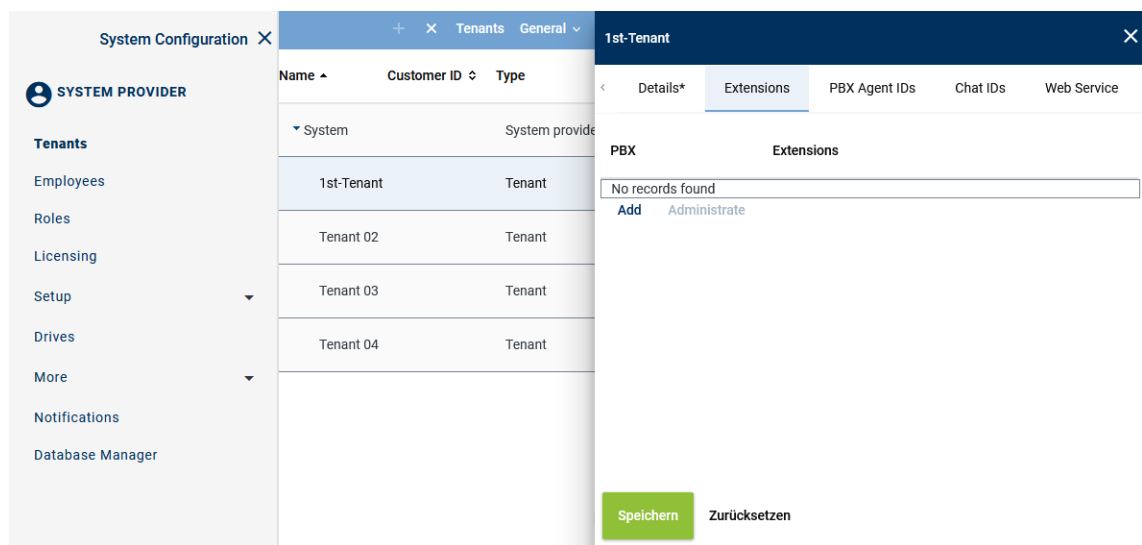 System Configuration
SYSTEM PROVIDER
Tenants
Employees
Roles
Licensing
Setup
Drives
More
Notifications
Database Manager
Tenants General
Name Customer ID Type
System System provide
1st-Tenant Tenant
Tenant 02 Tenant
Tenant 03 Tenant
Tenant 04 Tenant
1st-Tenant
Details* Extensions PBX Agent IDs Chat IDs Web Service
PBX Extensions
No records found
Add Administrate
Speichern Zurücksetzen